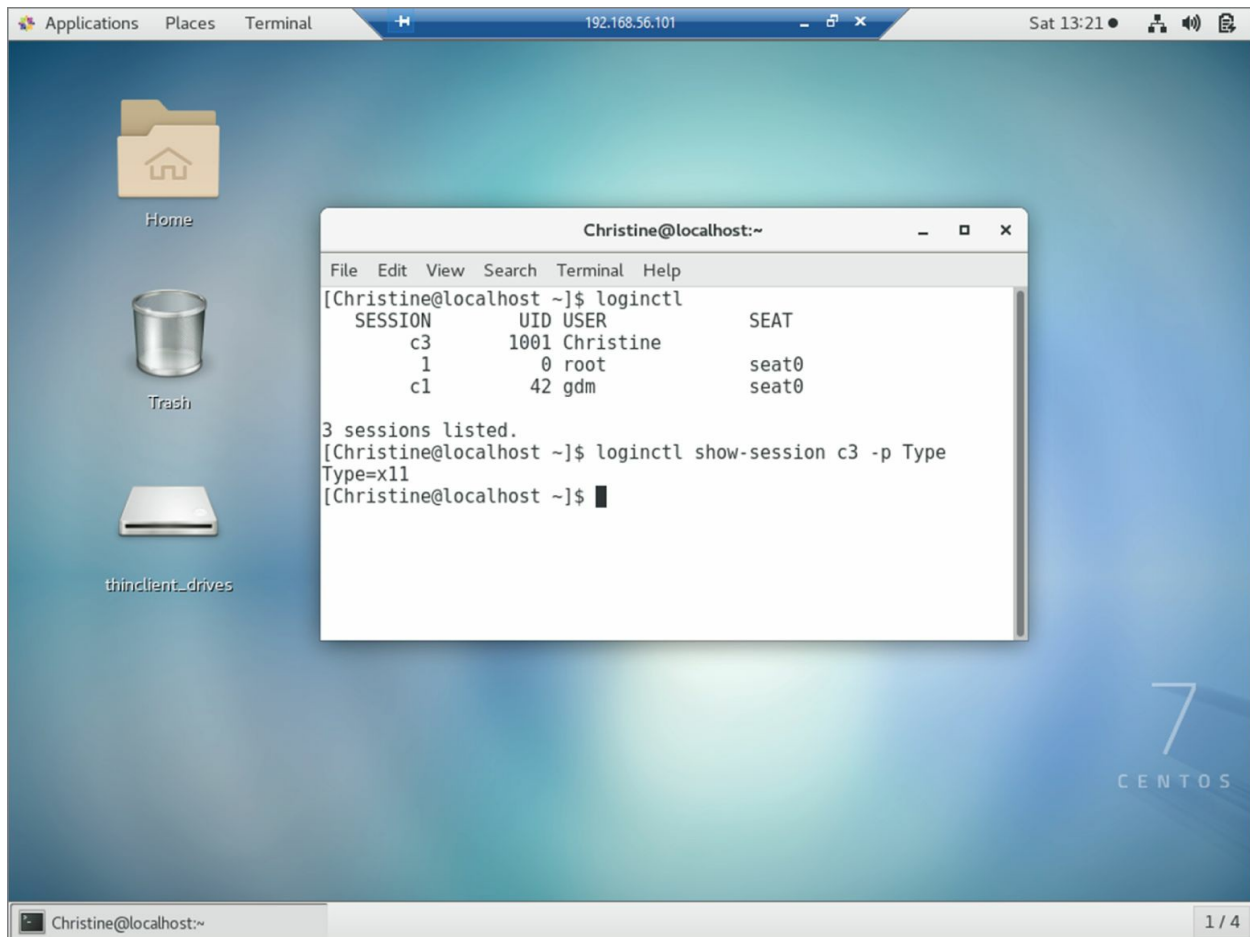 Applications Places Terminal 192.168.56.101 Sat 13:21
Home
Trash
thinclient_drives
Christine@localhost:~
File Edit View Search Terminal Help
[Christine@localhost ~]$ loginctl
SESSION UID USER SEAT
c3 1001 Christine
1 0 root seat0
c1 42 gdm seat0
3 sessions listed.
[Christine@localhost ~]$ loginctl show-session c3 -p Type
Type=x11
[Christine@localhost ~]$
7
CENTOS
Christine@localhost:~ 1 / 4